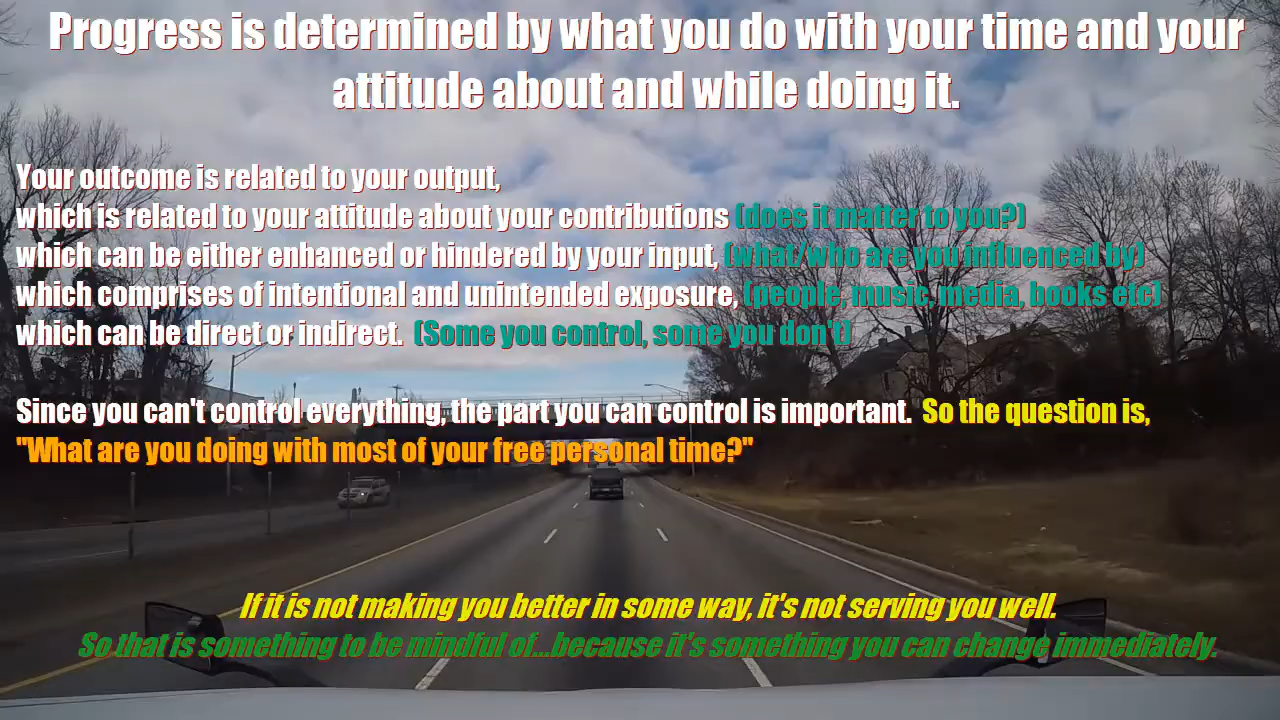 Progress is determined by what you do with your time and your
attitude about and while doing it.
Your outcome is related to your output,
which is related to your attitude about your contributions (does it matter to you?)
which can be either enhanced or hindered by your input, (what/who are you influenced by)
which comprises of intentional and unintended exposure, (people, music, media, books etc)
which can be direct or indirect.  (Some you control, some you don't)
Since you can't control everything, the part you can control is important.  So the question is,
"What are you doing with most of your free personal time?"
If it is not making you better in some way, it's not serving you well.
So that is something to be mindful of...because it's something you can change immediately.